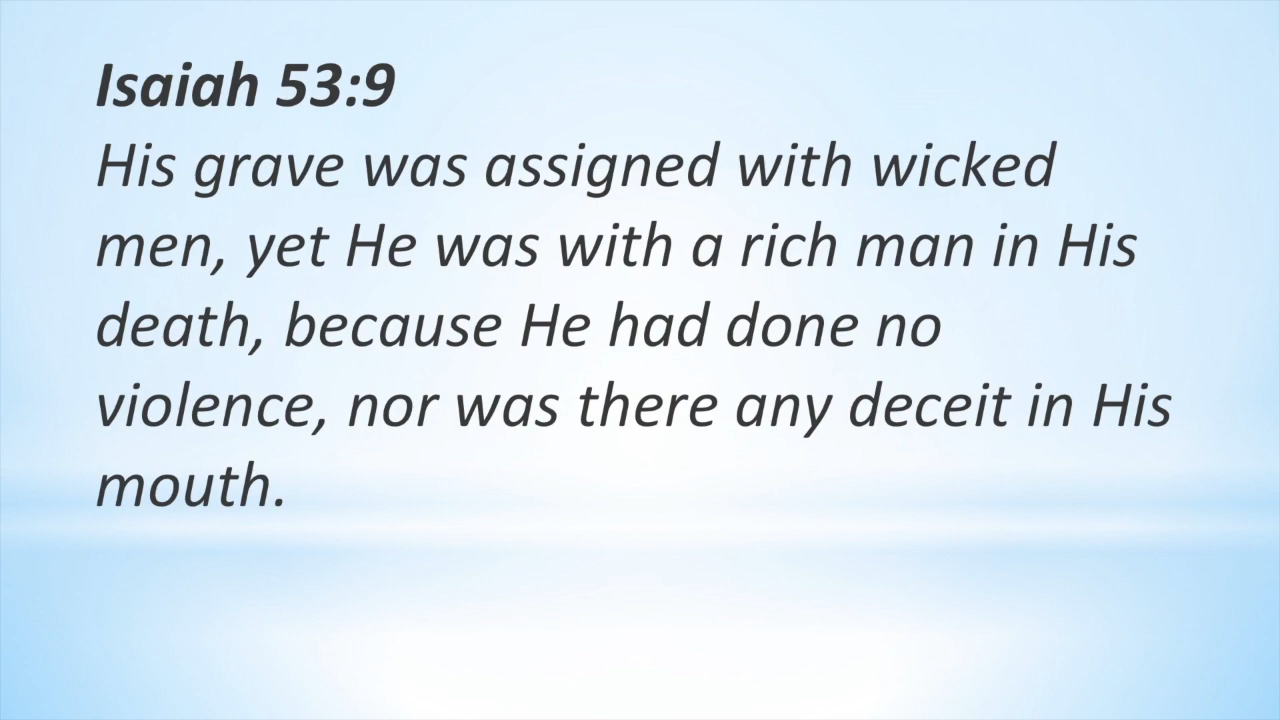 Isaiah 53:9
His grave was assigned with wicked
men, yet He was with a rich man in His
death, because He had done no
violence, nor was there any deceit in His
mouth.